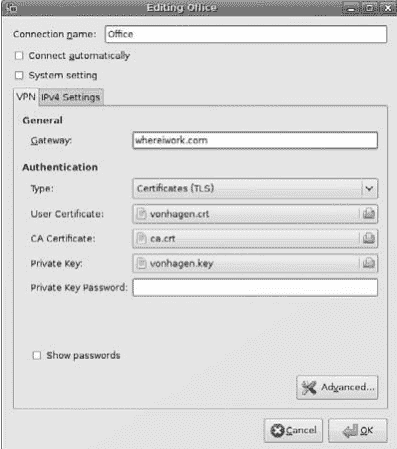 Editing Office
Connection name: Office
Connect automatically
System setting
VPN IPv4 Settings
General
Gateway: whereiwork.com
Authentication
Type: Certificates (TLS)
User Certificate: vonhagen.crt
CA Certificate: ca.crt
Private Key: vonhagen.key
Private Key Password:
Show passwords
Advanced...
Cancel OK